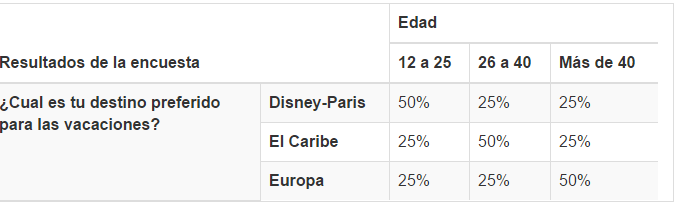 Edad
Resultados de la encuesta 12 a 25 26 a 40 Más de 40
¿Cual es tu destino preferido Disney-Paris 50% 25% 25%
para las vacaciones?
El Caribe 25% 50% 25%
Europa 25% 25% 50%